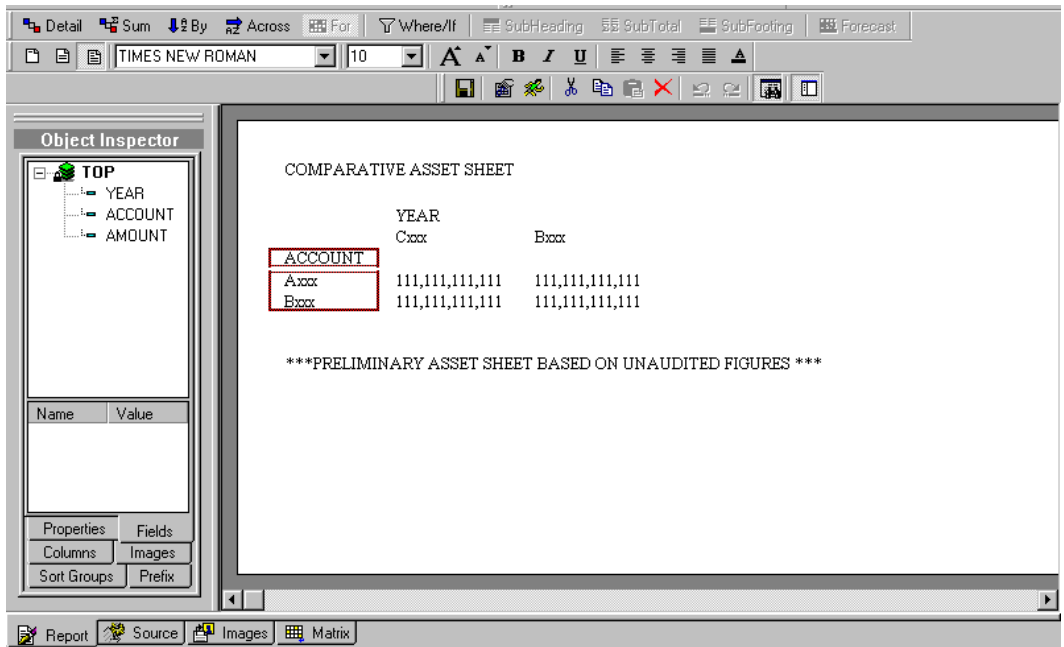 Detail Sum By Across For Where/If SubHeading SubTotal SubFooting Forecast
TIMES NEW ROMAN 10 A A B I U A
Object Inspector
TOP
YEAR
ACCOUNT
AMOUNT
Name Value
Properties Fields
Columns Images
Sort Groups Prefix
COMPARATIVE ASSET SHEET
YEAR
Cxxx Bxxx
ACCOUNT
Axxx 111,111,111,111 111,111,111,111
Bxxx 111,111,111,111 111,111,111,111
***PRELIMINARY ASSET SHEET BASED ON UNAUDITED FIGURES ***
Report Source Images Matrix